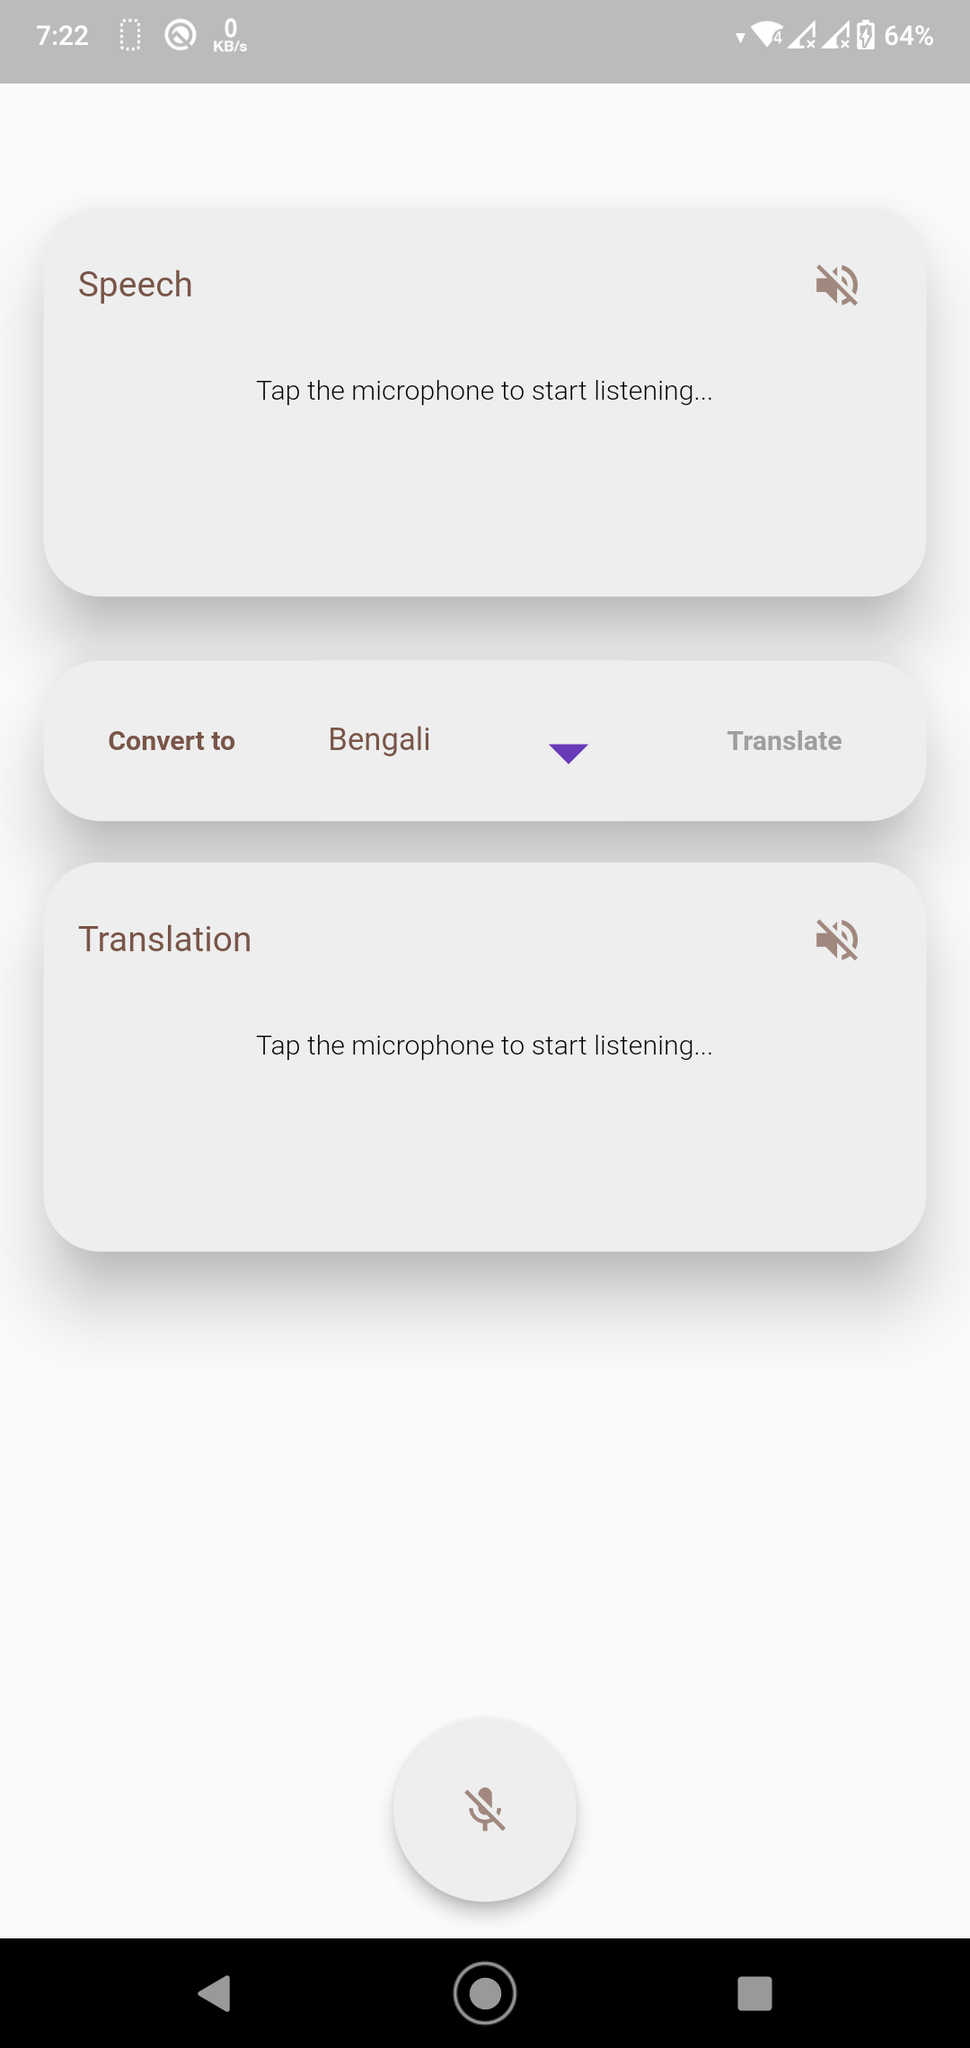 7:22 0 KB/s 4 64%
Speech
Tap the microphone to start listening...
Convert to Bengali Translate
Translation
Tap the microphone to start listening...